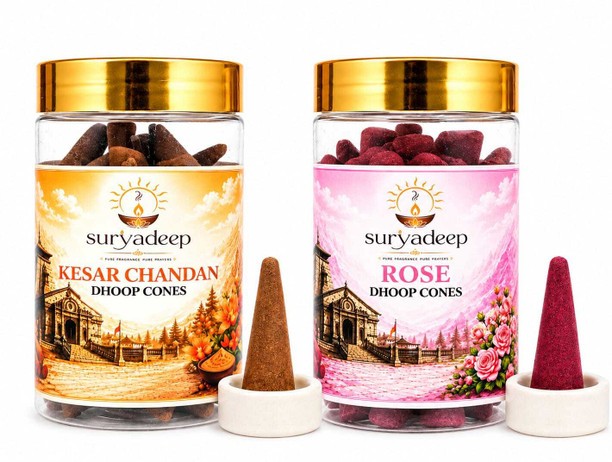 suryadeep
PURE FRAGRANCE PURE PRAYERS
KESAR CHANDAN
DHOOP CONES
suryadeep
PURE FRAGRANCE PURE PRAYERS
ROSE
DHOOP CONES